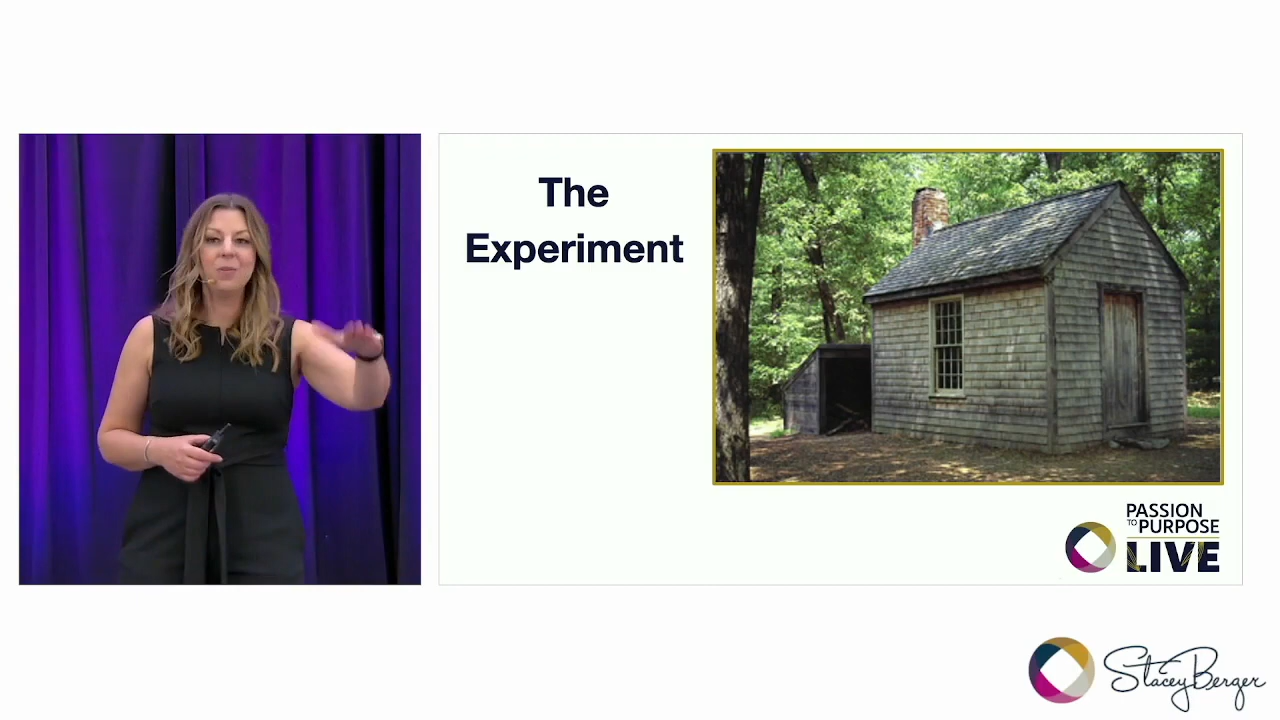 The
Experiment
PASSION
TO PURPOSE
LIVE
Stacey Berger